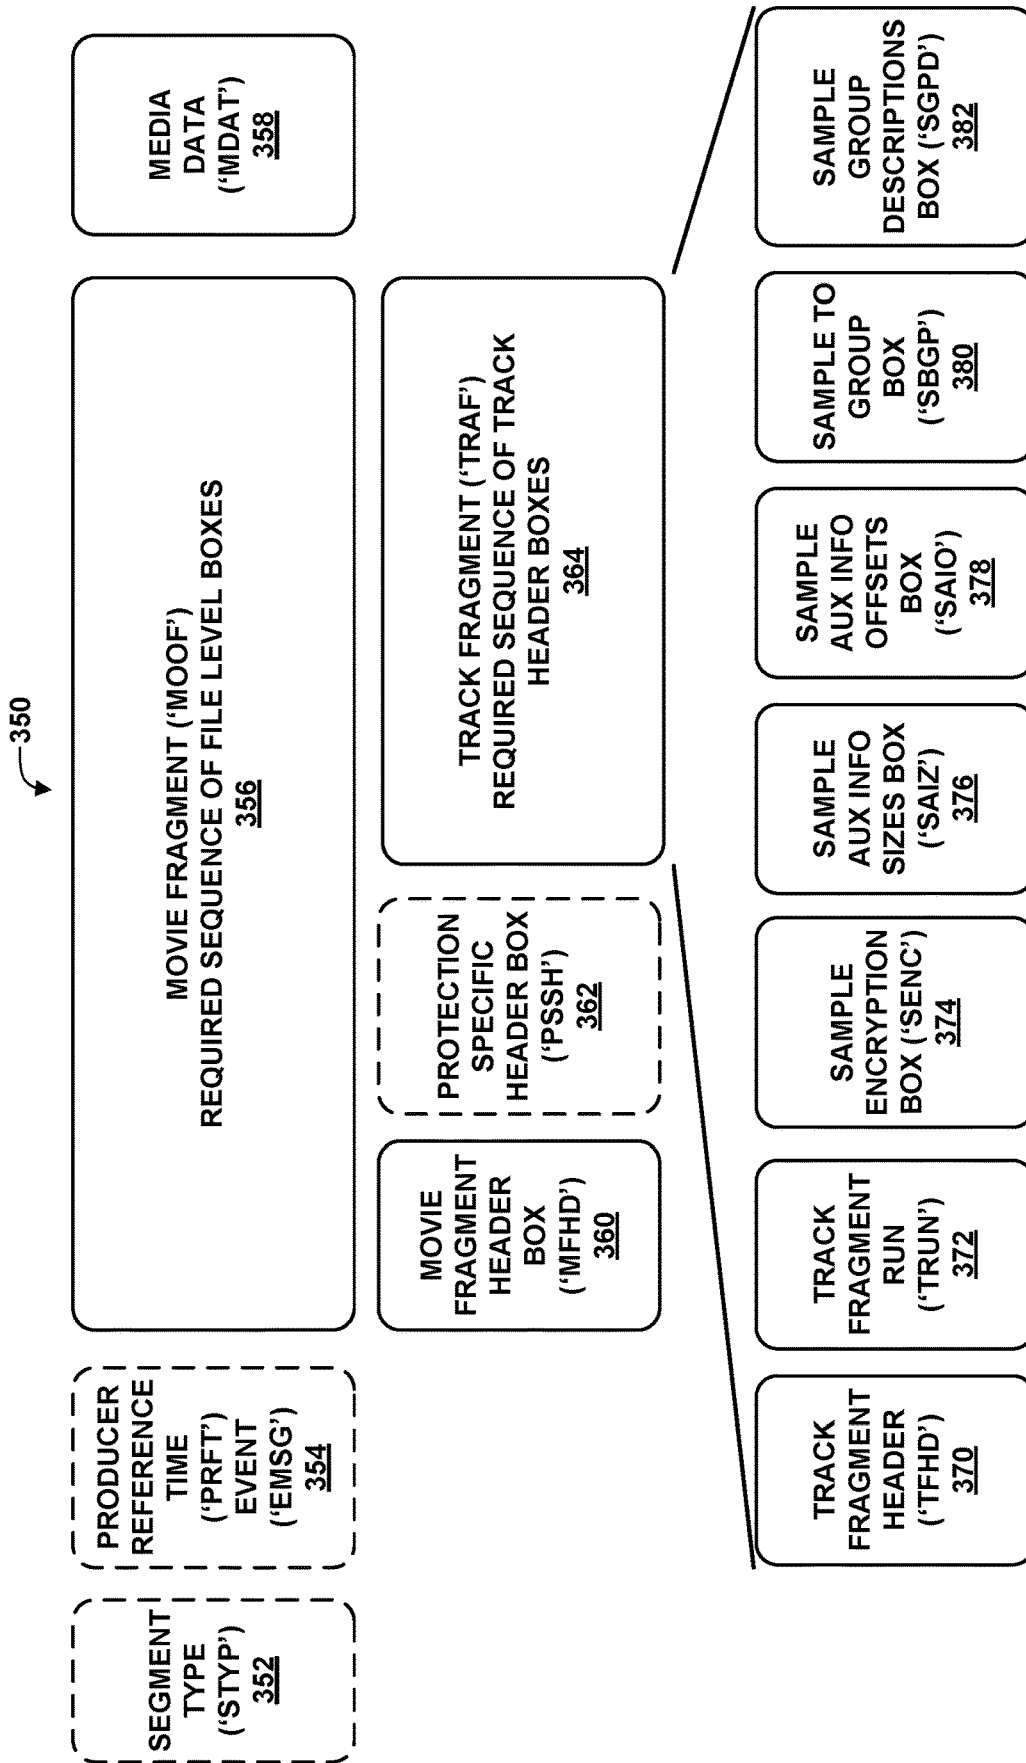 350
SEGMENT
TYPE
('STYP')
352
PRODUCER
REFERENCE
TIME
('PRFT')
EVENT
('EMSG')
354
MOVIE FRAGMENT ('MOOF')
REQUIRED SEQUENCE OF FILE LEVEL BOXES
356
MEDIA
DATA
('MDAT')
358
MOVIE
FRAGMENT
HEADER
BOX
('MFHD')
360
PROTECTION
SPECIFIC
HEADER BOX
('PSSH')
362
TRACK FRAGMENT ('TRAF')
REQUIRED SEQUENCE OF TRACK
HEADER BOXES
364
TRACK
FRAGMENT
HEADER
('TFHD')
370
TRACK
FRAGMENT
RUN
('TRUN')
372
SAMPLE
ENCRYPTION
BOX ('SENC')
374
SAMPLE
AUX INFO
SIZES BOX
('SAIZ')
376
SAMPLE
AUX INFO
OFFSETS
BOX
('SAIO')
378
SAMPLE TO
GROUP
BOX
('SBGP')
380
SAMPLE
GROUP
DESCRIPTIONS
BOX ('SGPD')
382